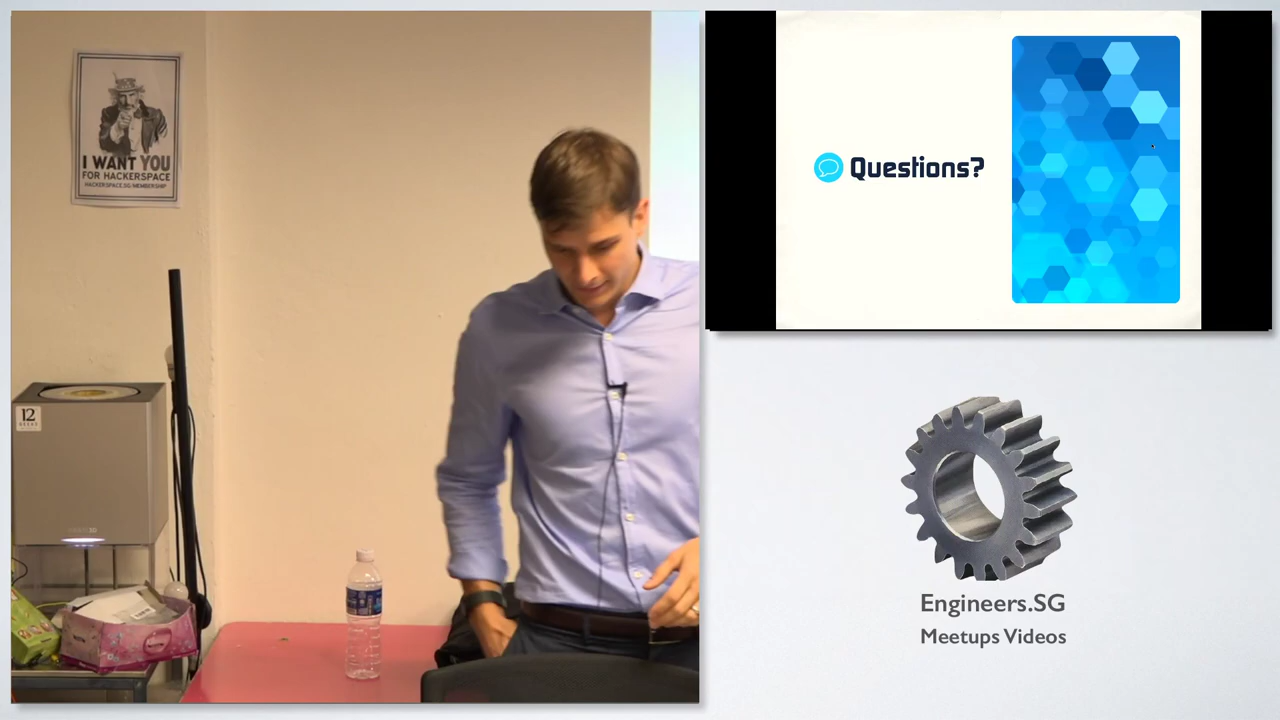 I WANT YOU
FOR HACKERSPACE
HACKERSPACE.SG/MEMBERSHIP
12
Questions?
Engineers.SG
Meetups Videos